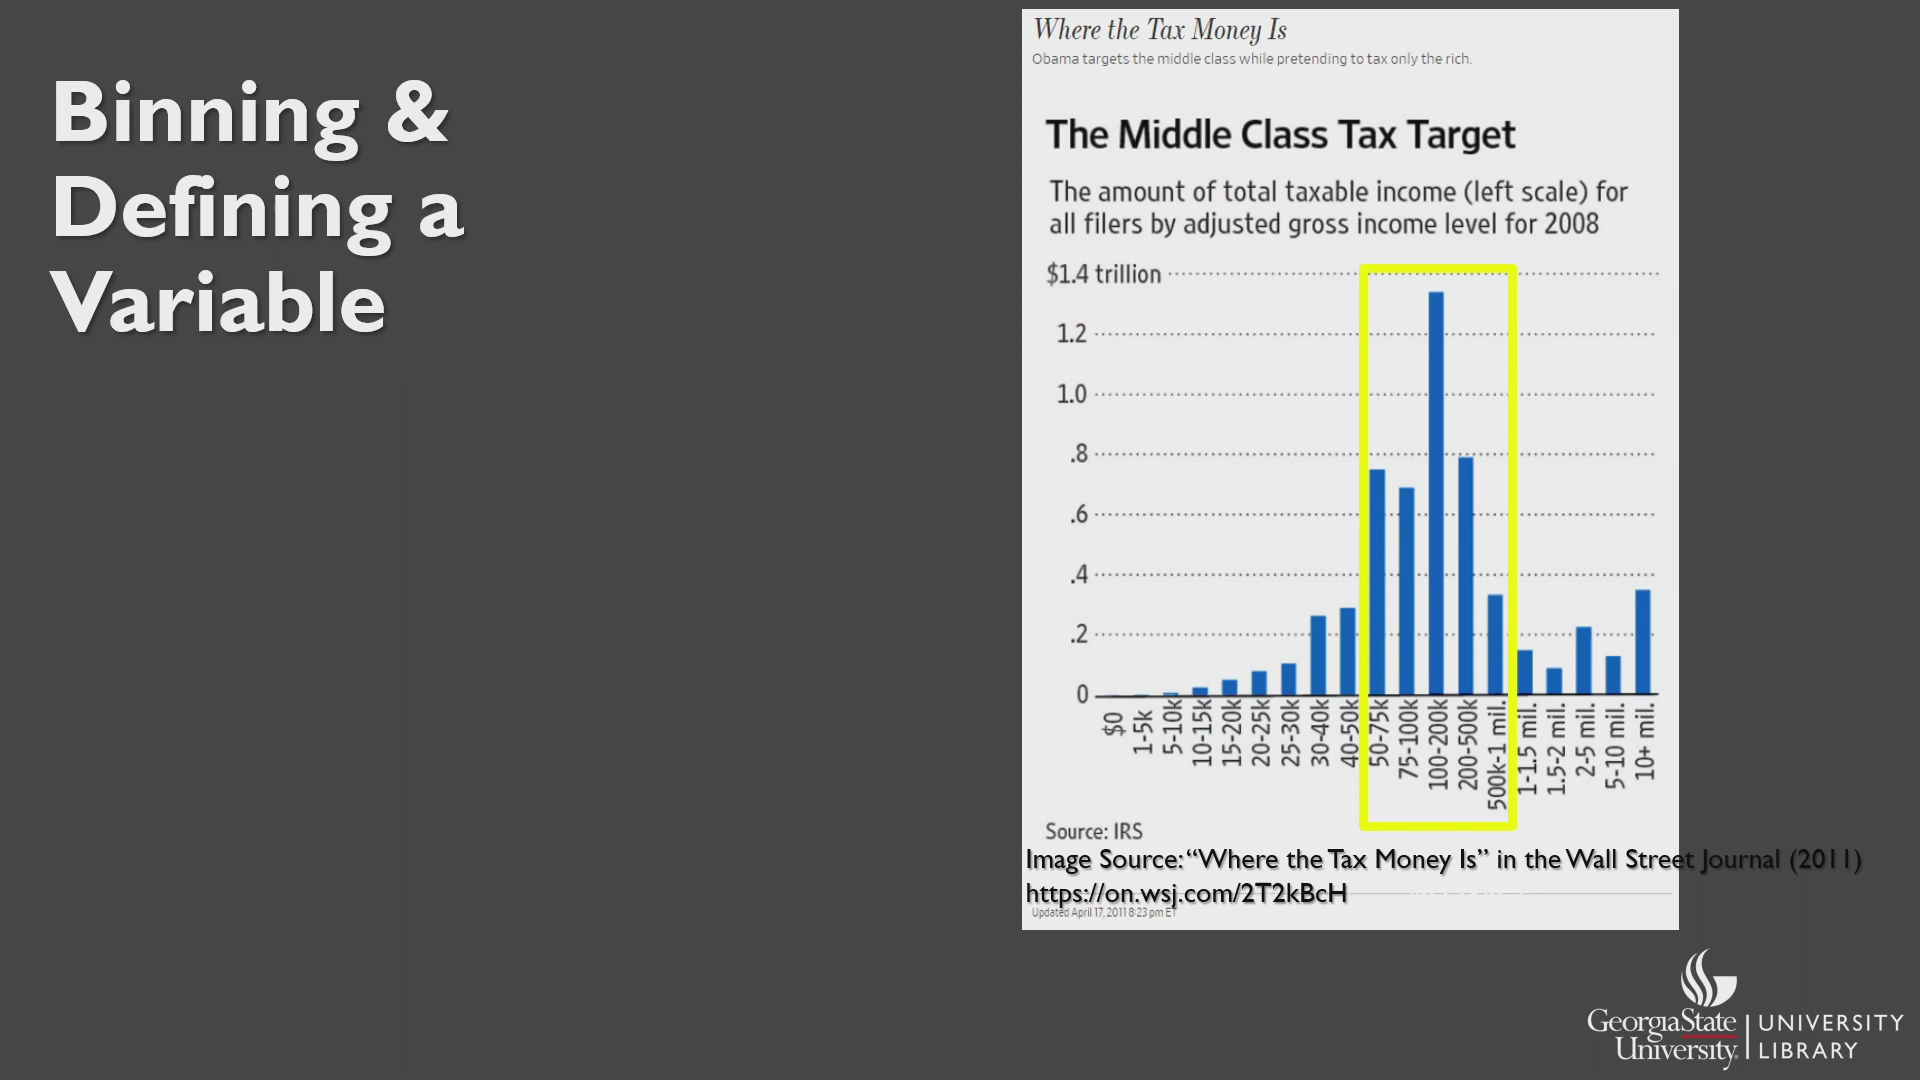 Binning &
Defining a
Variable
Where the Tax Money Is
Obama targets the middle class while pretending to tax only the rich.
The Middle Class Tax Target
The amount of total taxable income (left scale) for
all filers by adjusted gross income level for 2008
$1.4 trillion
1.2
1.0
.8
.6
.4
.2
0
$0
1-5k
5-10k
10-15k
15-20k
20-25k
25-30k
30-40k
40-50k
50-75k
75-100k
100-200k
200-500k
500k-1 mil.
1-1.5 mil.
1.5-2 mil.
2-5 mil.
5-10 mil.
10+ mil.
Source: IRS
Image Source: “Where the Tax Money Is” in the Wall Street Journal (2011)
https://on.wsj.com/2T2kBcH
Updated April 17, 2011 8:23 pm ET
GeorgiaState
University
UNIVERSITY
LIBRARY